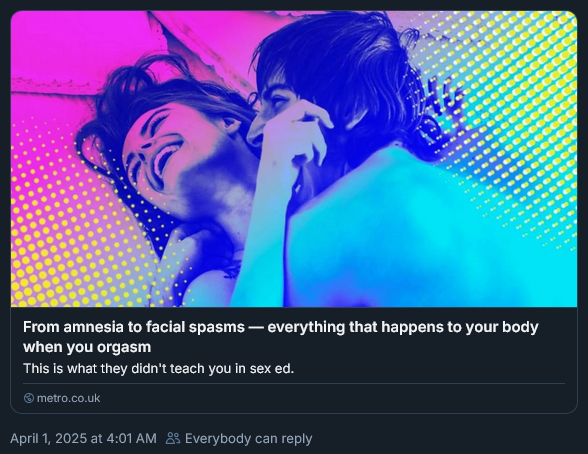 From amnesia to facial spasms — everything that happens to your body
when you orgasm
This is what they didn't teach you in sex ed.
metro.co.uk
April 1, 2025 at 4:01 AM Everybody can reply